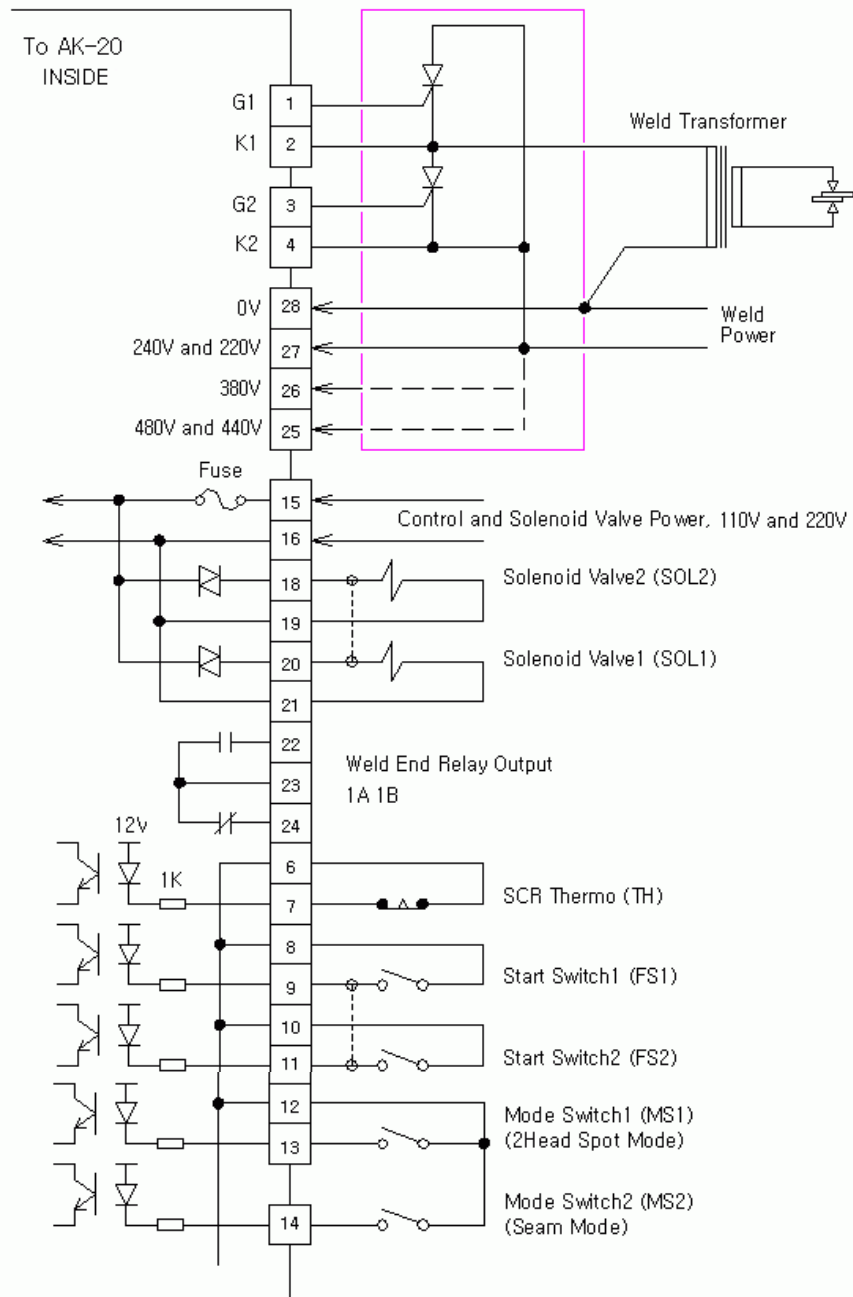 To AK-20
INSIDE
G1
1
K1
2
Weld Transformer
G2
3
K2
4
0V
28
Weld
Power
240V and 220V
27
380V
26
480V and 440V
25
Fuse
15
Control and Solenoid Valve Power, 110V and 220V
16
18
Solenoid Valve2 (SOL2)
19
20
Solenoid Valve1 (SOL1)
21
22
Weld End Relay Output
1A 1B
23
24
12V
6
1K
7
SCR Thermo (TH)
8
9
Start Switch1 (FS1)
10
11
Start Switch2 (FS2)
12
Mode Switch1 (MS1)
(2Head Spot Mode)
13
Mode Switch2 (MS2)
(Seam Mode)
14